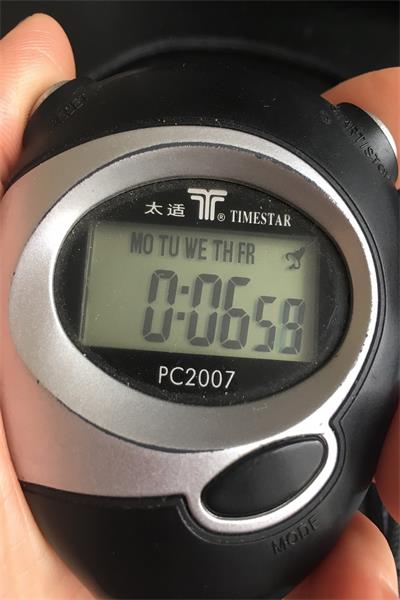 太适 ® TIMESTAR
MO TU WE TH FR
0:06 58
PC2007
MODE